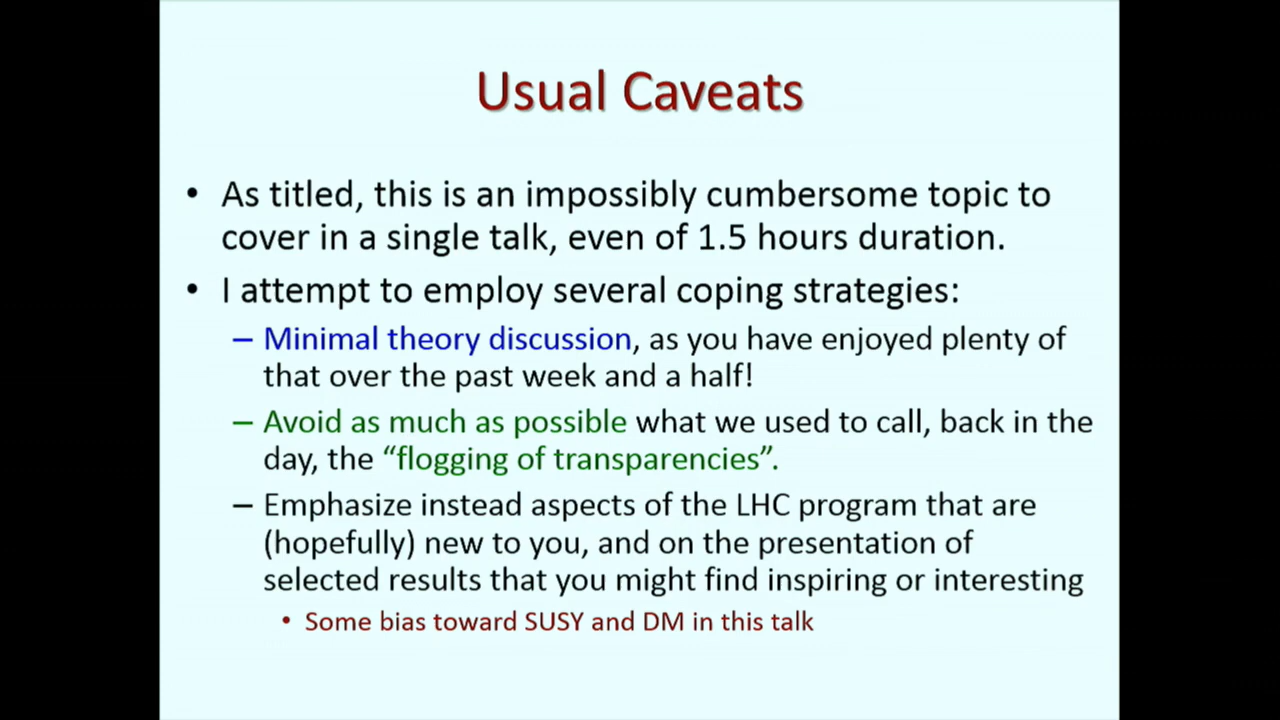 Usual Caveats
• As titled, this is an impossibly cumbersome topic to
cover in a single talk, even of 1.5 hours duration.
• I attempt to employ several coping strategies:
– Minimal theory discussion, as you have enjoyed plenty of
that over the past week and a half!
– Avoid as much as possible what we used to call, back in the
day, the “flogging of transparencies”.
– Emphasize instead aspects of the LHC program that are
(hopefully) new to you, and on the presentation of
selected results that you might find inspiring or interesting
• Some bias toward SUSY and DM in this talk